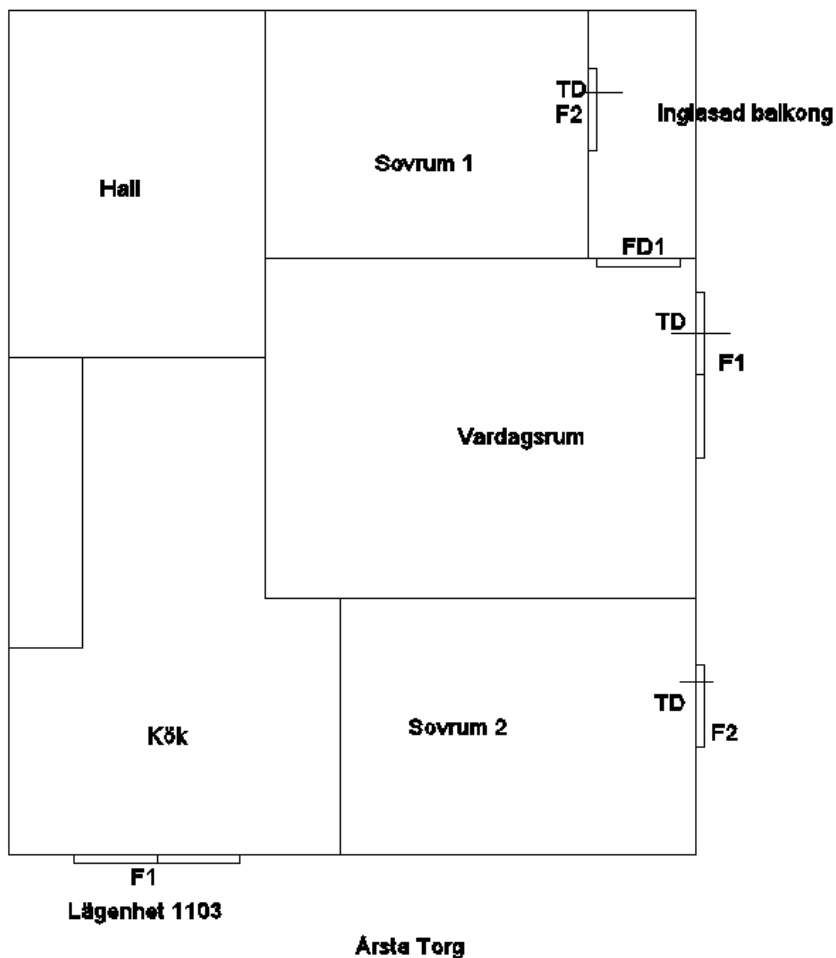 TD
F2
Inglasad balkong
Sovrum 1
Hall
FD1
TD
F1
Vardagsrum
TD
F2
Sovrum 2
Kök
F1
Lägenhet 1103
Årsta Torg